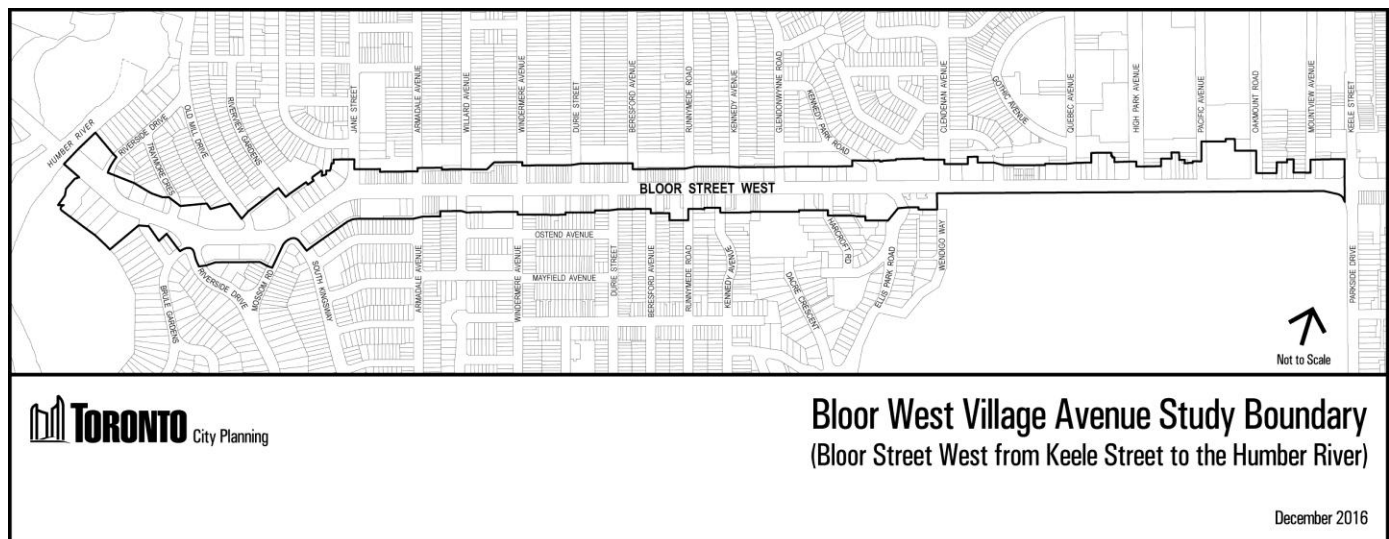 HUMBER RIVER
RIVERSIDE DRIVE
TRAYMORE CRES
OLD MILL DRIVE
RIVERVIEW GARDENS
JANE STREET
ARMADALE AVENUE
WILLARD AVENUE
WINDERMERE AVENUE
DURIE STREET
BERESFORD AVENUE
RUNNYMEDE ROAD
KENNEDY AVENUE
GLENDONWYNNE ROAD
KENNEDY PARK
ROAD
CLENDENAN AVENUE
GOTHIC AVENUE
QUEBEC AVENUE
HIGH PARK AVENUE
PACIFIC AVENUE
OAKMOUNT ROAD
MOUNTVIEW AVENUE
KEELE STREET
BLOOR STREET WEST
BRULE GARDENS
RIVERSIDE DRIVE
MOSSOM RD
SOUTH KINGSWAY
ARMADALE AVENUE
WINDERMERE AVENUE
OSTEND AVENUE
MAYFIELD AVENUE
DURIE STREET
BERESFORD AVENUE
RUNNYMEDE ROAD
KENNEDY AVENUE
DACRE CRESCENT
HARCROFT RD
ELLIS PARK ROAD
WENDIGO WAY
PARKSIDE DRIVE
Not to Scale
TORONTO City Planning
Bloor West Village Avenue Study Boundary
(Bloor Street West from Keele Street to the Humber River)
December 2016